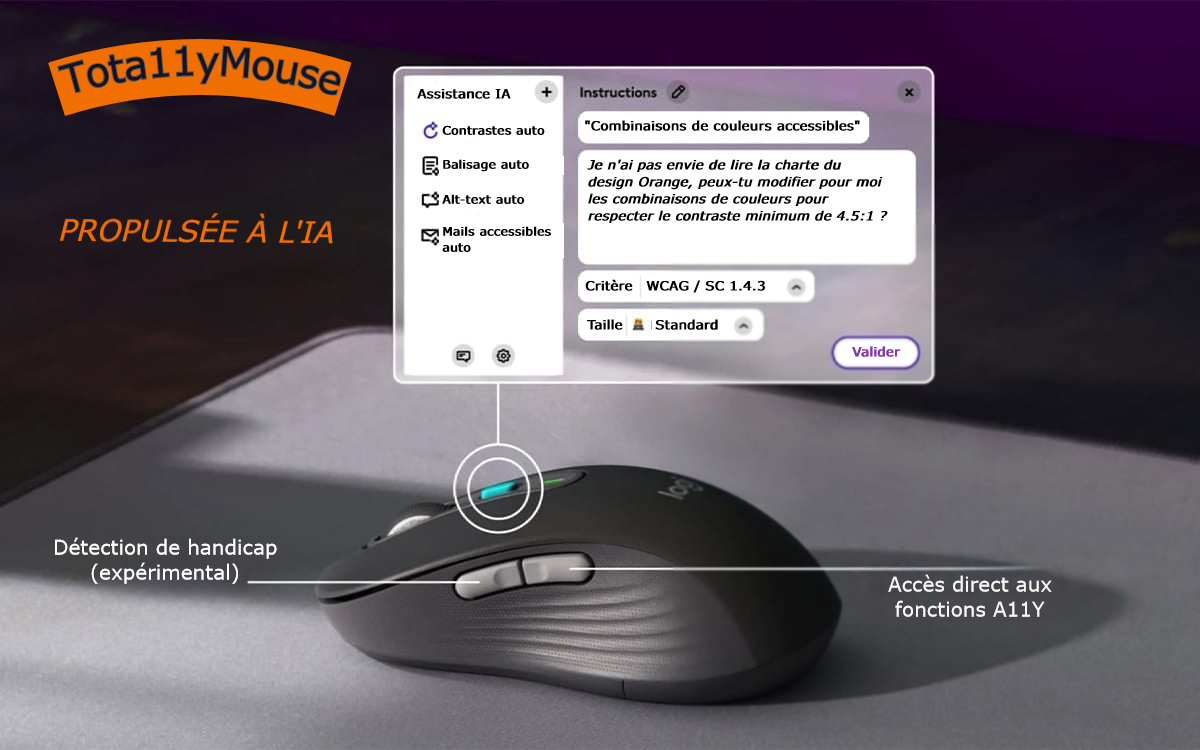 Tota11yMouse
PROPULSÉE À L'IA
Assistance IA
Contrastes auto
Balisage auto
Alt-text auto
Mails accessibles
auto
Instructions
"Combinaisons de couleurs accessibles"
Je n'ai pas envie de lire la charte du
design Orange, peux-tu modifier pour moi
les combinaisons de couleurs pour
respecter le contraste minimum de 4.5:1 ?
Critère WCAG / SC 1.4.3
Taille Standard
Valider
logi
Détection de handicap
(expérimental)
Accès direct aux
fonctions A11Y